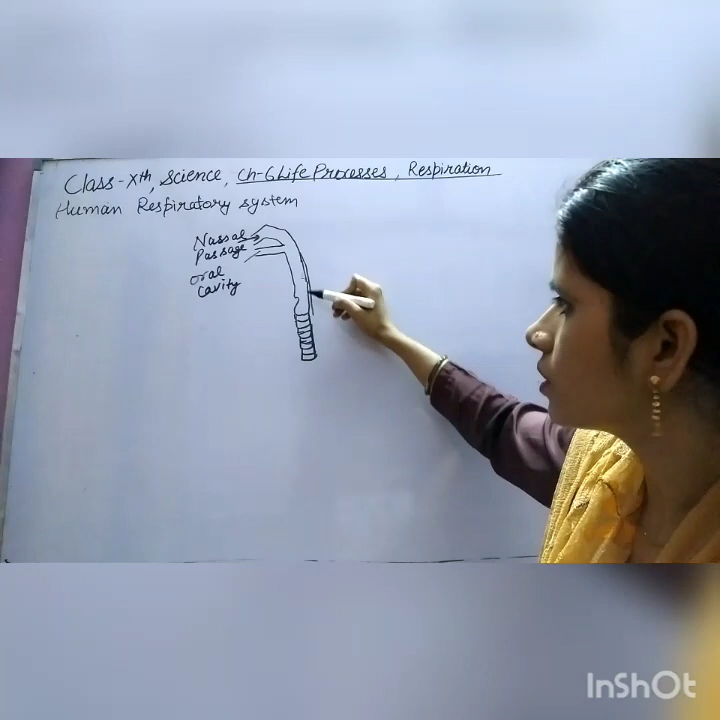 Class-Xth, Science, Ch-6 Life Processes, Respiration
Human Respiratory system
Nassal
Passage
oral
cavity
InShOt